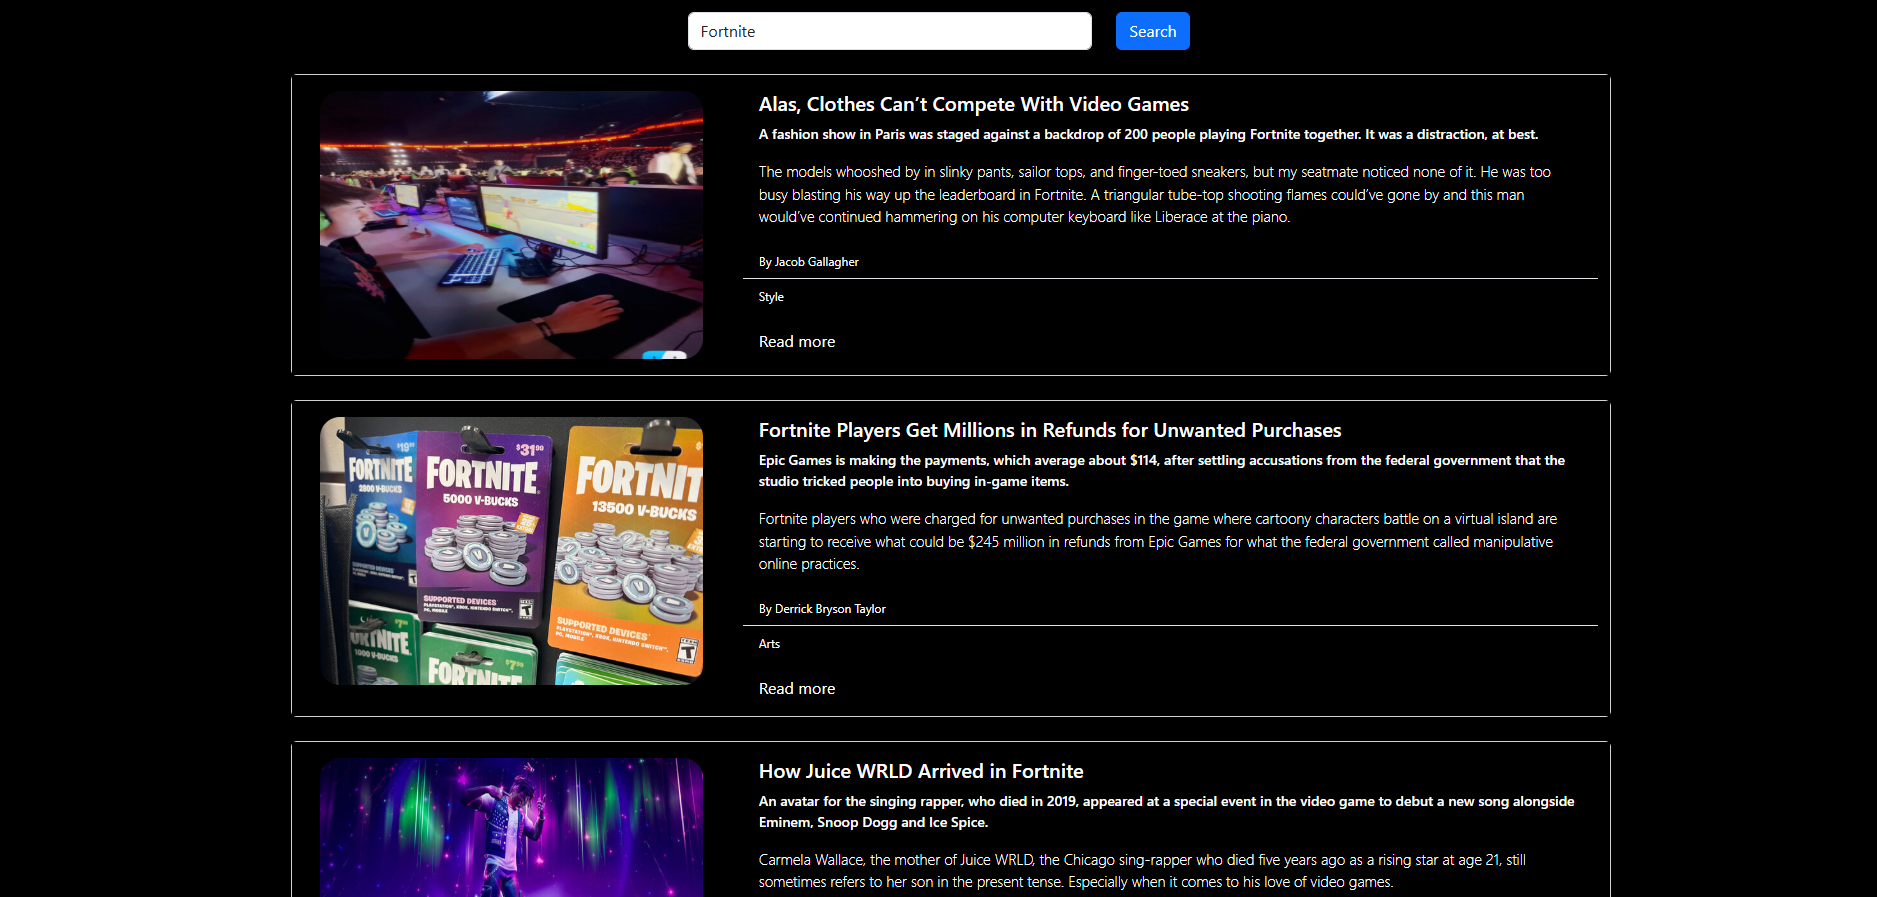 Fortnite
Search
Alas, Clothes Can’t Compete With Video Games
A fashion show in Paris was staged against a backdrop of 200 people playing Fortnite together. It was a distraction, at best.
The models whooshed by in slinky pants, sailor tops, and finger-toed sneakers, but my seatmate noticed none of it. He was too
busy blasting his way up the leaderboard in Fortnite. A triangular tube-top shooting flames could’ve gone by and this man
would’ve continued hammering on his computer keyboard like Liberace at the piano.
By Jacob Gallagher
Style
Read more
$19
FORTNITE
2800 V-BUCKS
$31
FORTNITE
5000 V-BUCKS
SUPPORTED DEVICES
FORTNIT
13500 V-BUCKS
SUPPORTED DEVICES
1000 V-BUCKS
FORTNITE
$7
Fortnite Players Get Millions in Refunds for Unwanted Purchases
Epic Games is making the payments, which average about $114, after settling accusations from the federal government that the
studio tricked people into buying in-game items.
Fortnite players who were charged for unwanted purchases in the game where cartoony characters battle on a virtual island are
starting to receive what could be $245 million in refunds from Epic Games for what the federal government called manipulative
online practices.
By Derrick Bryson Taylor
Arts
Read more
How Juice WRLD Arrived in Fortnite
An avatar for the singing rapper, who died in 2019, appeared at a special event in the video game to debut a new song alongside
Eminem, Snoop Dogg and Ice Spice.
Carmela Wallace, the mother of Juice WRLD, the Chicago sing-rapper who died five years ago as a rising star at age 21, still
sometimes refers to her son in the present tense. Especially when it comes to his love of video games.